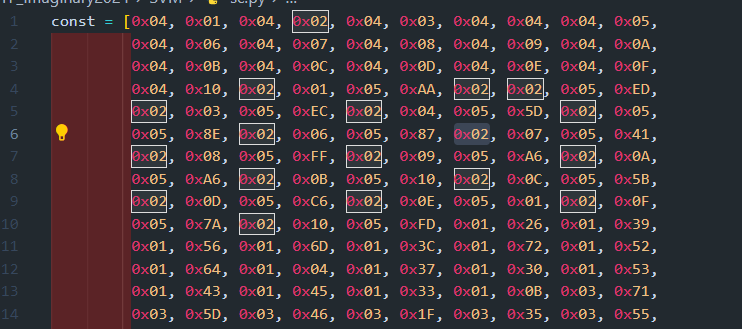 IT_imaginary2024 > SVM > sc.py > ...
1 const = [0x04, 0x01, 0x04, 0x02, 0x04, 0x03, 0x04, 0x04, 0x04, 0x05,
2 0x04, 0x06, 0x04, 0x07, 0x04, 0x08, 0x04, 0x09, 0x04, 0x0A,
3 0x04, 0x0B, 0x04, 0x0C, 0x04, 0x0D, 0x04, 0x0E, 0x04, 0x0F,
4 0x04, 0x10, 0x02, 0x01, 0x05, 0xAA, 0x02, 0x02, 0x05, 0xED,
5 0x02, 0x03, 0x05, 0xEC, 0x02, 0x04, 0x05, 0x5D, 0x02, 0x05,
6 0x05, 0x8E, 0x02, 0x06, 0x05, 0x87, 0x02, 0x07, 0x05, 0x41,
7 0x02, 0x08, 0x05, 0xFF, 0x02, 0x09, 0x05, 0xA6, 0x02, 0x0A,
8 0x05, 0xA6, 0x02, 0x0B, 0x05, 0x10, 0x02, 0x0C, 0x05, 0x5B,
9 0x02, 0x0D, 0x05, 0xC6, 0x02, 0x0E, 0x05, 0x01, 0x02, 0x0F,
10 0x05, 0x7A, 0x02, 0x10, 0x05, 0xFD, 0x01, 0x26, 0x01, 0x39,
11 0x01, 0x56, 0x01, 0x6D, 0x01, 0x3C, 0x01, 0x72, 0x01, 0x52,
12 0x01, 0x64, 0x01, 0x04, 0x01, 0x37, 0x01, 0x30, 0x01, 0x53,
13 0x01, 0x43, 0x01, 0x45, 0x01, 0x33, 0x01, 0x0B, 0x03, 0x71,
14 0x03, 0x5D, 0x03, 0x46, 0x03, 0x1F, 0x03, 0x35, 0x03, 0x55,